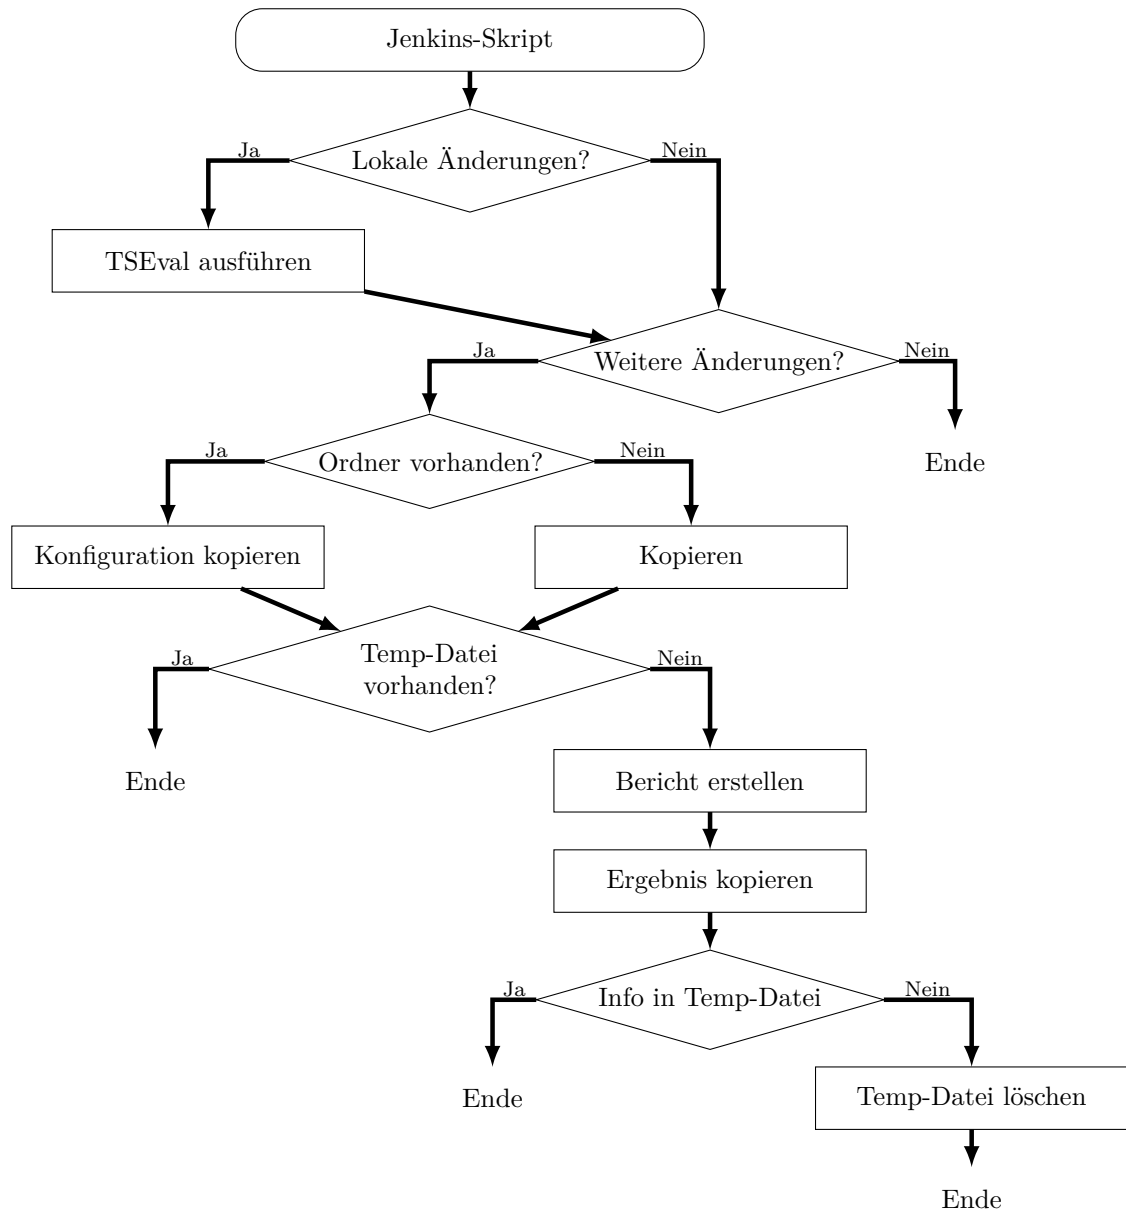 Jenkins-Skript
Ja
Lokale Änderungen?
Nein
TSEval ausführen
Ja
Weitere Änderungen?
Nein
Ja
Ordner vorhanden?
Nein
Ende
Konfiguration kopieren
Kopieren
Ja
Temp-Datei
vorhanden?
Nein
Ende
Bericht erstellen
Ergebnis kopieren
Ja
Info in Temp-Datei
Nein
Ende
Temp-Datei löschen
Ende